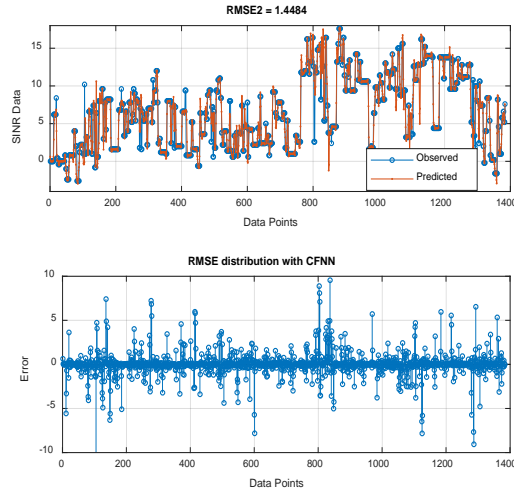 RMSE2 = 1.4484
15
10
5
0
SINR Data
Observed
Predicted
0 200 400 600 800 1000 1200 1400
Data Points
RMSE distribution with CFNN
10
5
0
-5
-10
Error
0 200 400 600 800 1000 1200 1400
Data Points